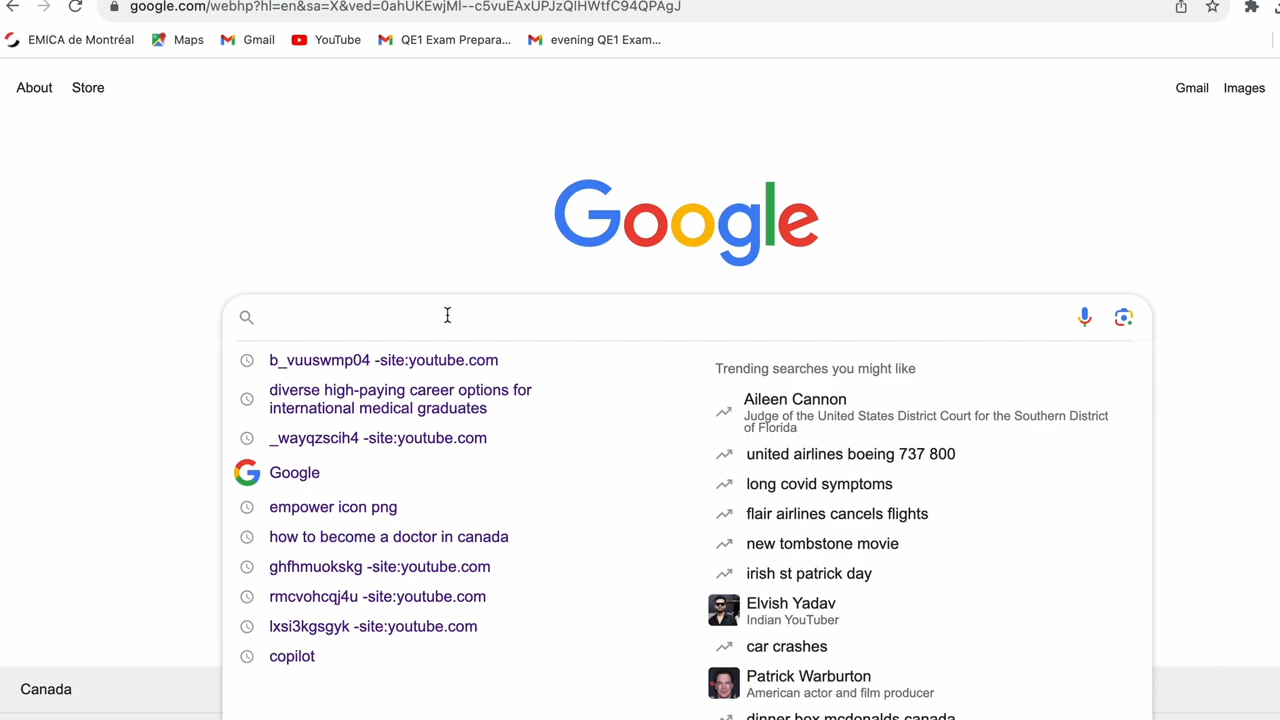 google.com/webhp?hl=en&sa=X&ved=0ahUKEwjMl--c5vuEAxUPJzQIHWtfC94QPAgJ
EMICA de Montréal
Maps
Gmail
YouTube
QE1 Exam Prepara...
evening QE1 Exam...
About
Store
Gmail
Images
Google
b_vuuswmp04 -site:youtube.com
diverse high-paying career options for
international medical graduates
_wayqzscih4 -site:youtube.com
Google
empower icon png
how to become a doctor in canada
ghfhmuokskg -site:youtube.com
rmcvohcqj4u -site:youtube.com
lxsi3kgsgyk -site:youtube.com
copilot
Trending searches you might like
Aileen Cannon
Judge of the United States District Court for the Southern District
of Florida
united airlines boeing 737 800
long covid symptoms
flair airlines cancels flights
new tombstone movie
irish st patrick day
Elvish Yadav
Indian YouTuber
car crashes
Patrick Warburton
American actor and film producer
dinner box mcdonalds canada
Canada